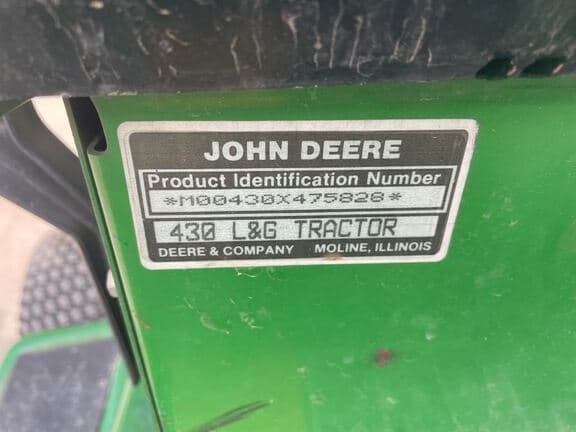 JOHN DEERE
Product Identification Number
*M00430X475828*
430 L&G TRACTOR
DEERE & COMPANY MOLINE, ILLINOIS